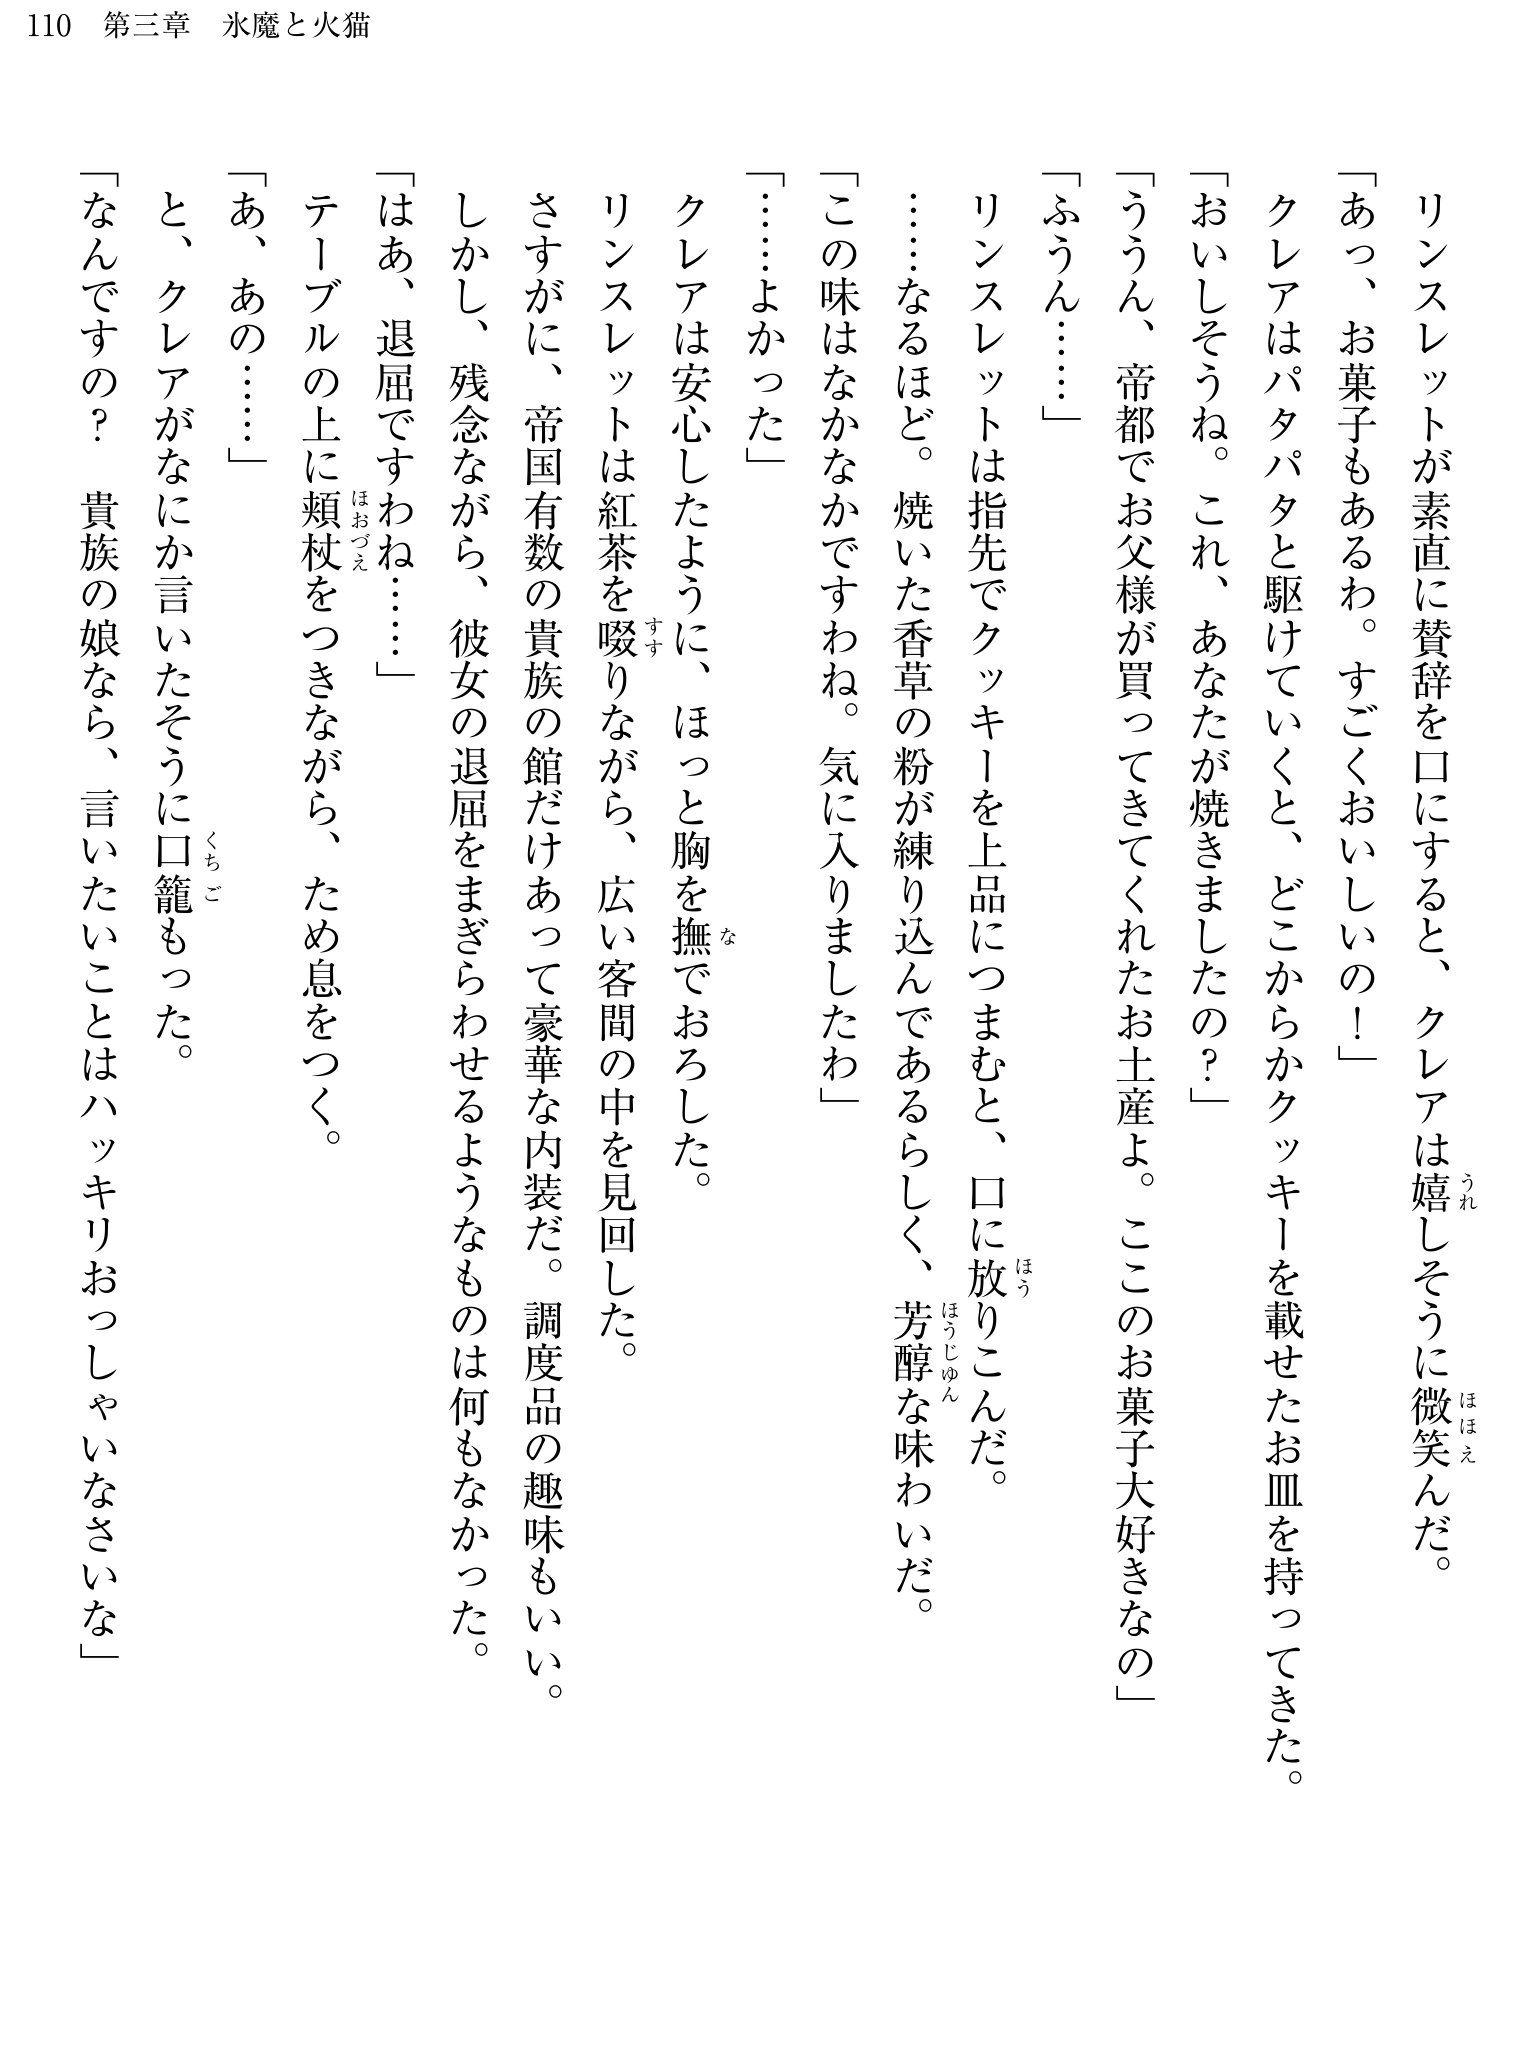 110　第三章　氷魔と火猫
　リンスレットが素直に賛辞を口にすると、クレアは嬉しそうに微笑んだ。
「あっ、お菓子もあるわ。すごくおいしいの！」
　クレアはパタパタと駆けていくと、どこからかクッキーを載せたお皿を持ってきた。
「おいしそうね。これ、あなたが焼きましたの？」
「ううん、帝都でお父様が買ってきてくれたお土産よ。ここのお菓子大好きなの」
「ふうん……」
　リンスレットは指先でクッキーを上品につまむと、口に放りこんだ。
　……なるほど。焼いた香草の粉が練り込んであるらしく、芳醇な味わいだ。
「この味はなかなかですわね。気に入りましたわ」
「……よかった」
　クレアは安心したように、ほっと胸を撫でおろした。
　リンスレットは紅茶を啜りながら、広い客間の中を見回した。
　さすがに、帝国有数の貴族の館だけあって豪華な内装だ。調度品の趣味もいい。
　しかし、残念ながら、彼女の退屈をまぎらわせるようなものは何もなかった。
「はあ、退屈ですわね……」
　テーブルの上に頬杖をつきながら、ため息をつく。
「あ、あの……」
　と、クレアがなにか言いたそうに口籠もった。
「なんですの？　貴族の娘なら、言いたいことはハッキリおっしゃいなさいな」